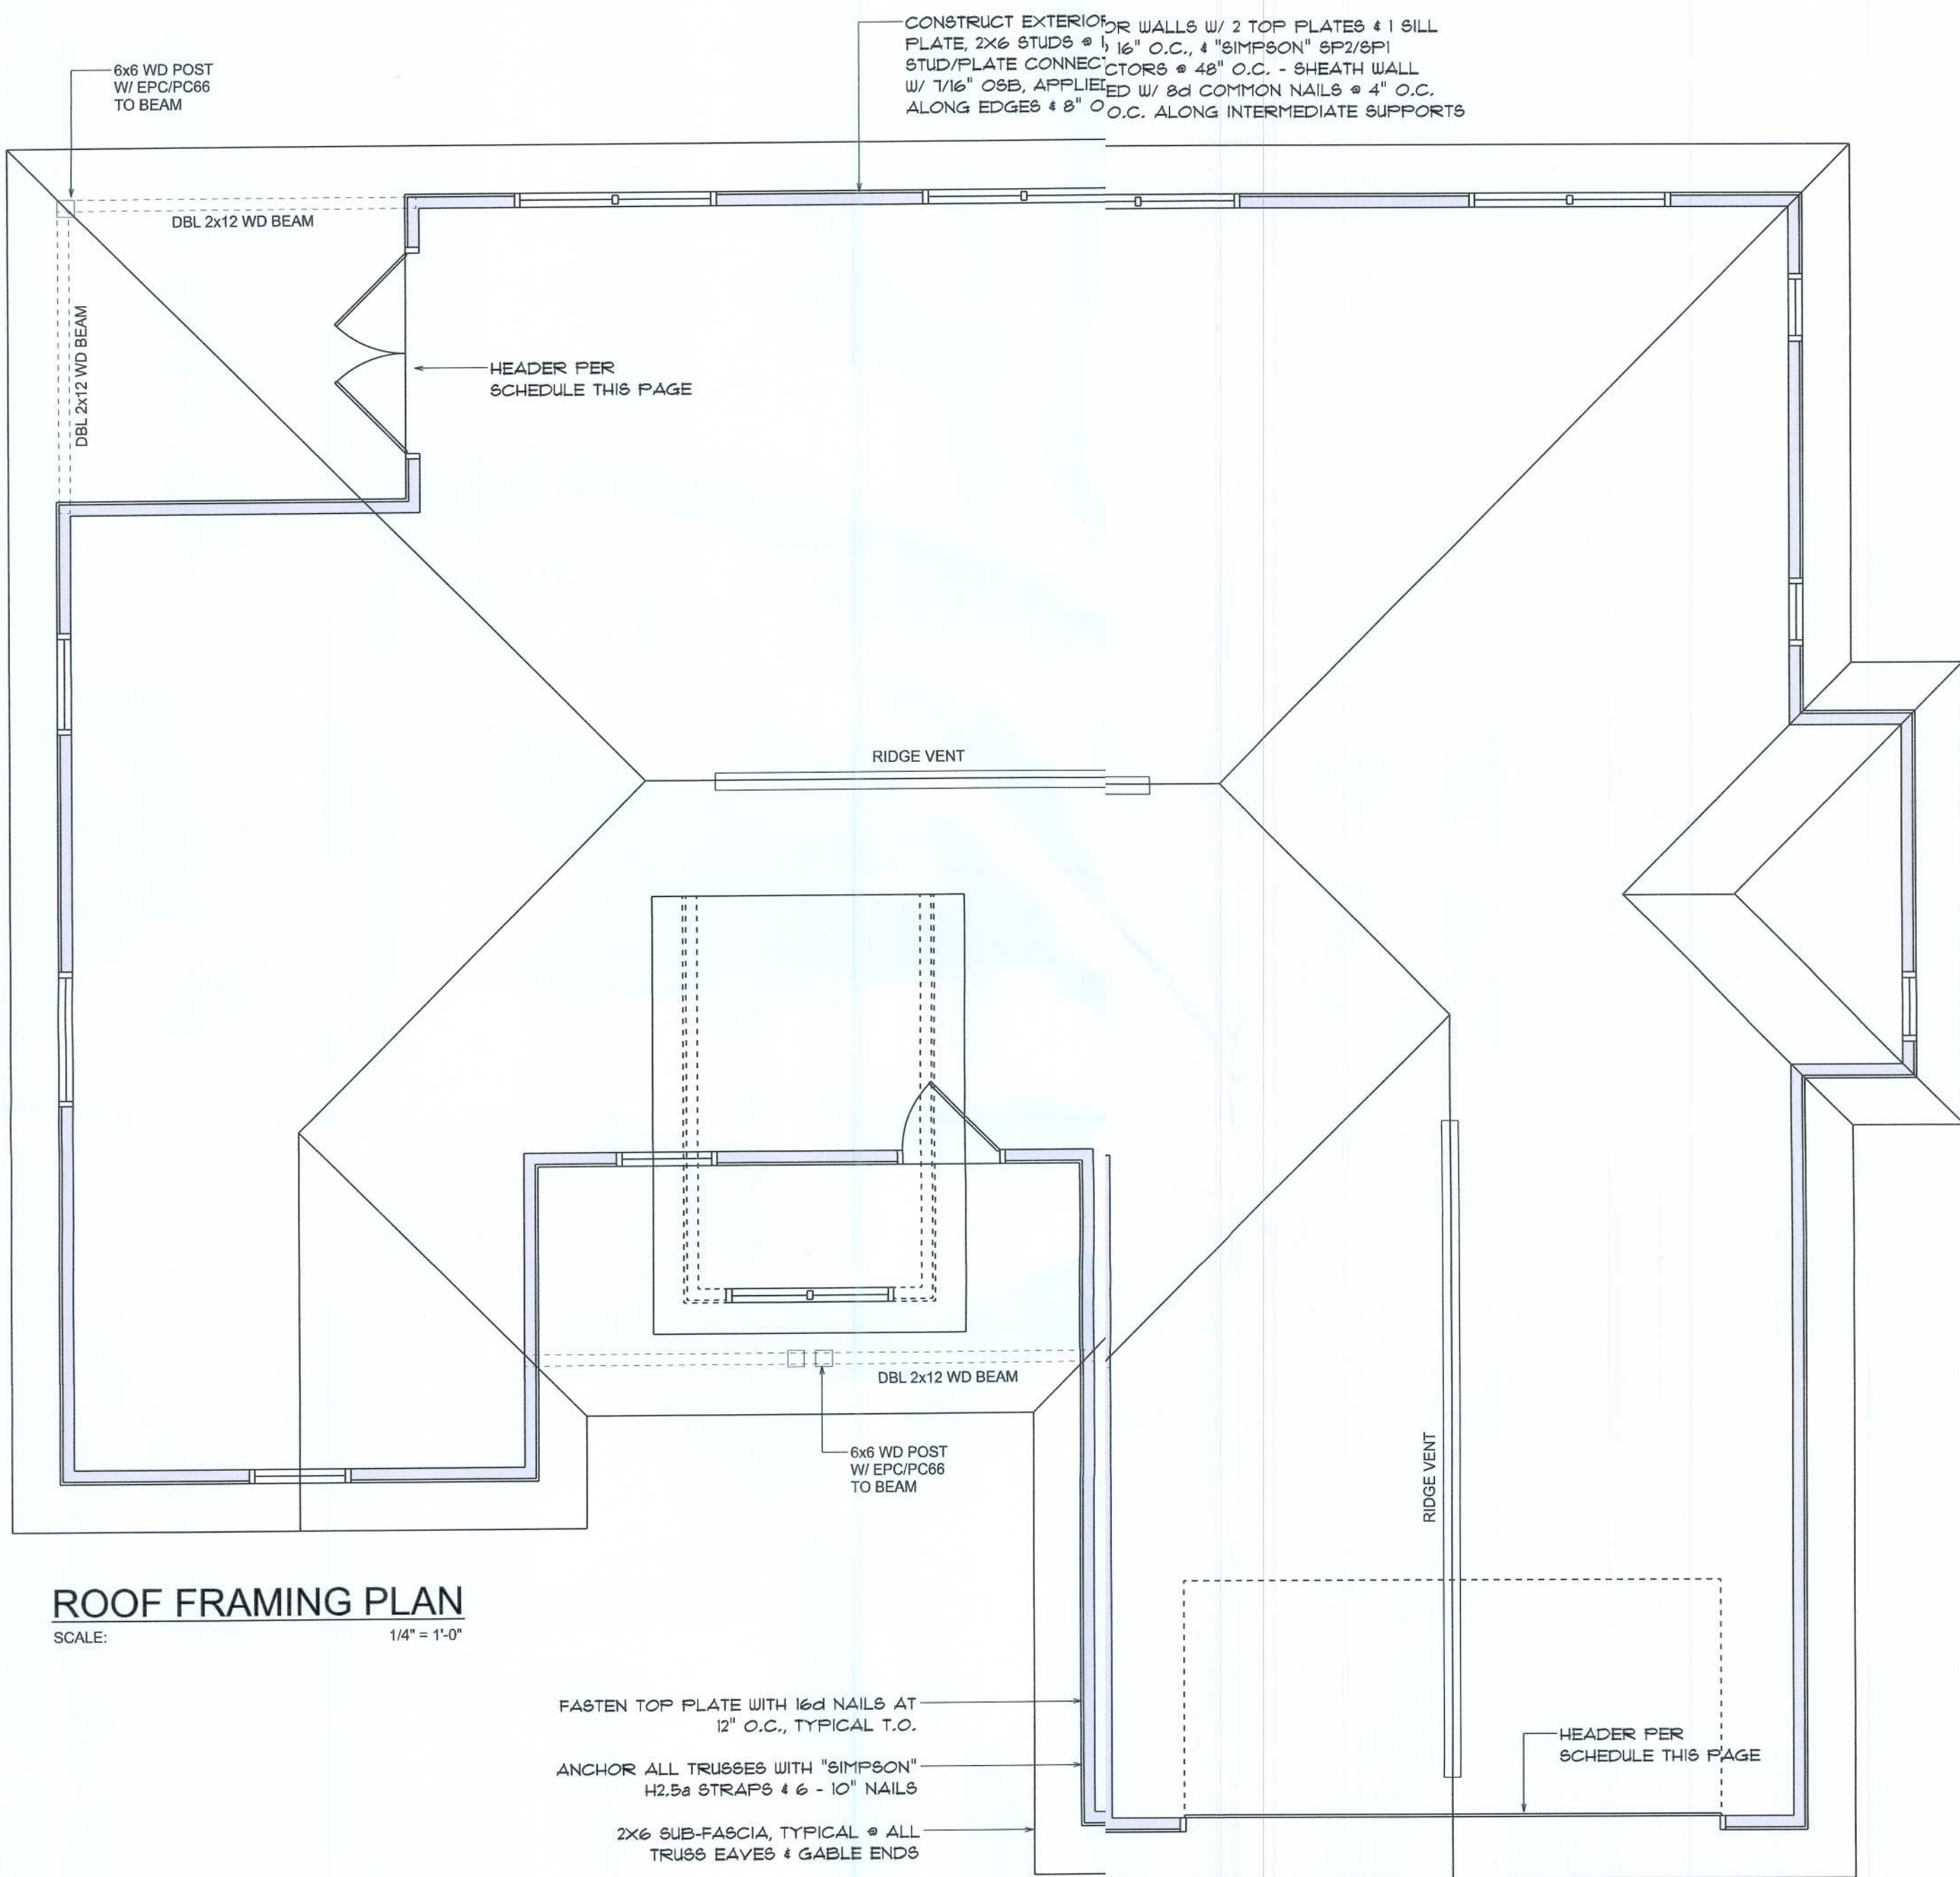 CONSTRUCT EXTERIOR WALLS W/ 2 TOP PLATES & 1 SILL
PLATE, 2X6 STUDS @ 16" O.C., & "SIMPSON" SP2/SP1
STUD/PLATE CONNECTORS @ 48" O.C. - SHEATH WALL
W/ 7/16" OSB, APPLIED W/ 8d COMMON NAILS @ 4" O.C.
ALONG EDGES & 8" O.C. ALONG INTERMEDIATE SUPPORTS
6x6 WD POST
W/ EPC/PC66
TO BEAM
DBL 2x12 WD BEAM
DBL 2x12 WD BEAM
HEADER PER
SCHEDULE THIS PAGE
RIDGE VENT
DBL 2x12 WD BEAM
6x6 WD POST
W/ EPC/PC66
TO BEAM
RIDGE VENT
ROOF FRAMING PLAN
SCALE: 1/4" = 1'-0"
FASTEN TOP PLATE WITH 16d NAILS AT
12" O.C., TYPICAL T.O.
ANCHOR ALL TRUSSES WITH "SIMPSON"
H2.5a STRAPS & 6 - 10" NAILS
2X6 SUB-FASCIA, TYPICAL @ ALL
TRUSS EAVES & GABLE ENDS
HEADER PER
SCHEDULE THIS PAGE